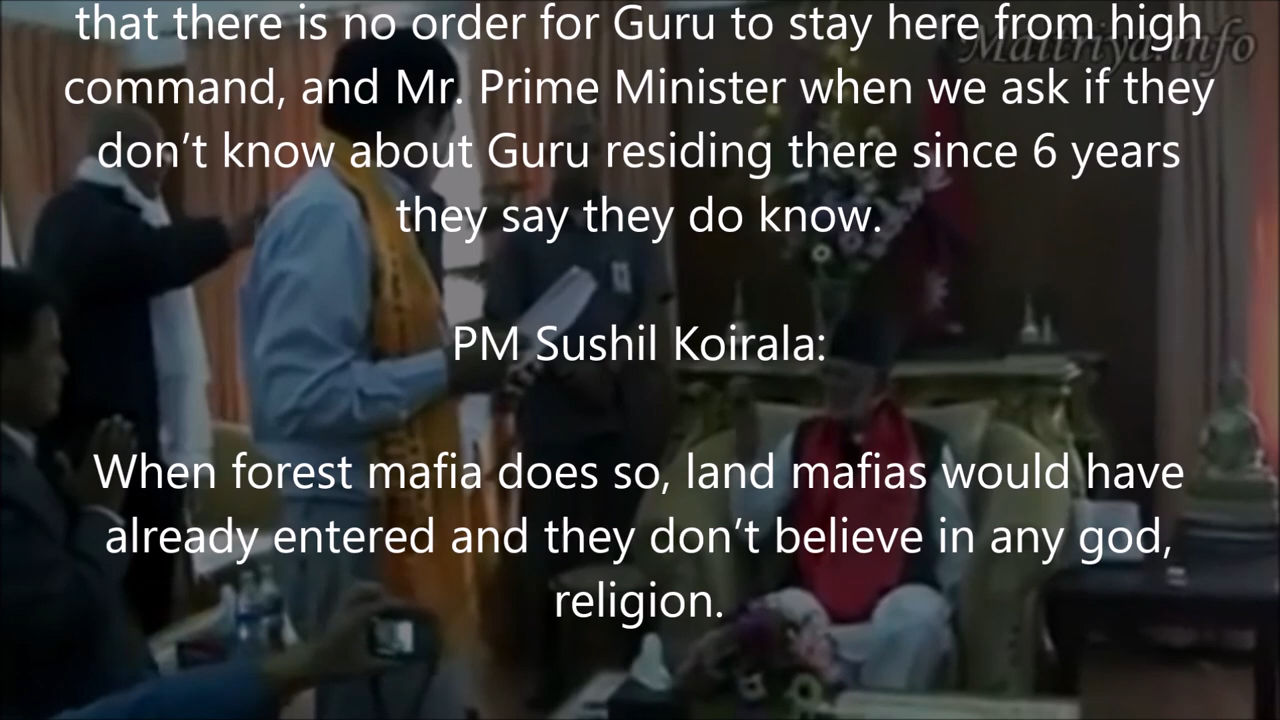 that there is no order for Guru to stay here from high
Maitriya.info
command, and Mr. Prime Minister when we ask if they
don’t know about Guru residing there since 6 years
they say they do know.
PM Sushil Koirala:
When forest mafia does so, land mafias would have
already entered and they don’t believe in any god,
religion.